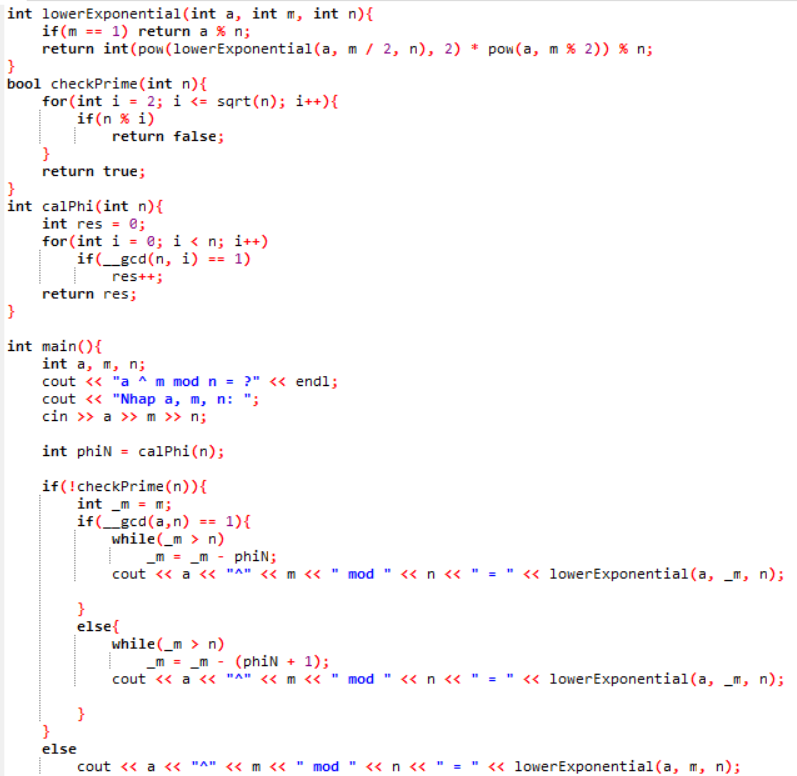 int lowerExponential(int a, int m, int n){
    if(m == 1) return a % n;
    return int(pow(lowerExponential(a, m / 2, n), 2) * pow(a, m % 2)) % n;
}
bool checkPrime(int n){
    for(int i = 2; i <= sqrt(n); i++){
        if(n % i)
            return false;
    }
    return true;
}
int calPhi(int n){
    int res = 0;
    for(int i = 0; i < n; i++)
        if(__gcd(n, i) == 1)
            res++;
    return res;
}
int main(){
    int a, m, n;
    cout << "a ^ m mod n = ?" << endl;
    cout << "Nhap a, m, n: ";
    cin >> a >> m >> n;
    int phiN = calPhi(n);
    if(!checkPrime(n)){
        int _m = m;
        if(__gcd(a,n) == 1){
            while(_m > n)
                _m = _m - phiN;
            cout << a << "^" << m << " mod " << n << " = " << lowerExponential(a, _m, n);
        }
        else{
            while(_m > n)
                _m = _m - (phiN + 1);
            cout << a << "^" << m << " mod " << n << " = " << lowerExponential(a, _m, n);
        }
    }
    else
        cout << a << "^" << m << " mod " << n << " = " << lowerExponential(a, m, n);